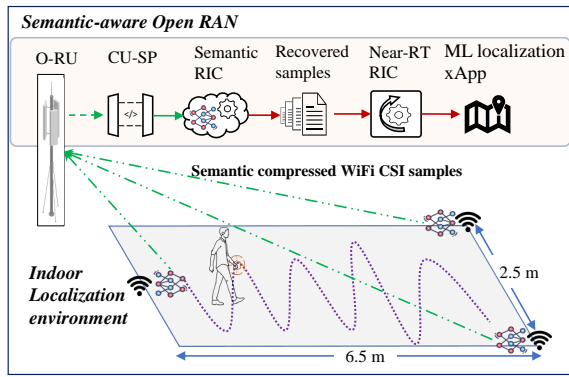 Semantic-aware Open RAN
O-RU
CU-SP
Semantic
RIC
Recovered
samples
Near-RT
RIC
ML localization
xApp
</>
Semantic compressed WiFi CSI samples
Indoor
Localization
environment
2.5 m
6.5 m